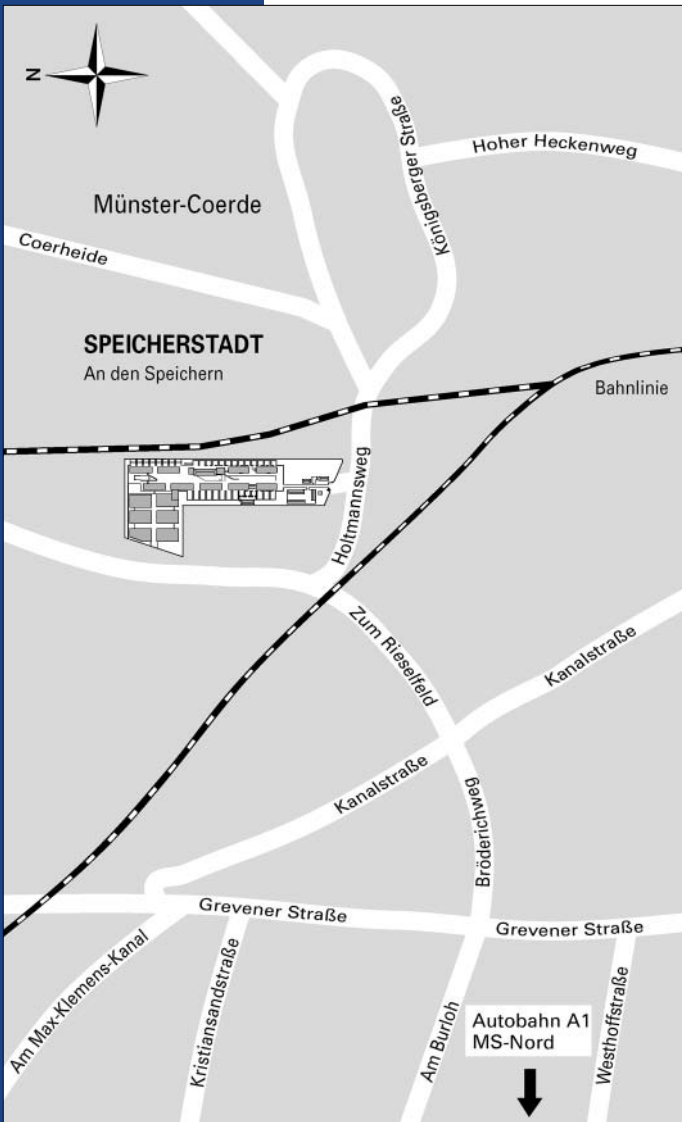 N
Münster-Coerde
Königsberger Straße
Hoher Heckenweg
Coerheide
SPEICHERSTADT
An den Speichern
Bahnlinie
Holtmannsweg
Zum Rieselfeld
Kanalstraße
Kanalstraße
Bröderichweg
Grevener Straße
Grevener Straße
Am Max-Klemens-Kanal
Kristiansandstraße
Am Burloh
Autobahn A1
MS-Nord
Westhoffstraße